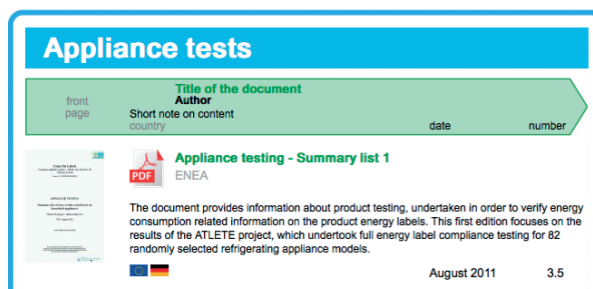 Appliance tests
Title of the document
front
Author
page
Short note on content
country
date
number
PDF
Appliance testing - Summary list 1
ENEA
The document provides information about product testing, undertaken in order to verify energy
consumption related information on the product energy labels. This first edition focuses on the
results of the ATLETE project, which undertook full energy label compliance testing for 82
randomly selected refrigerating appliance models.
August 2011
3.5